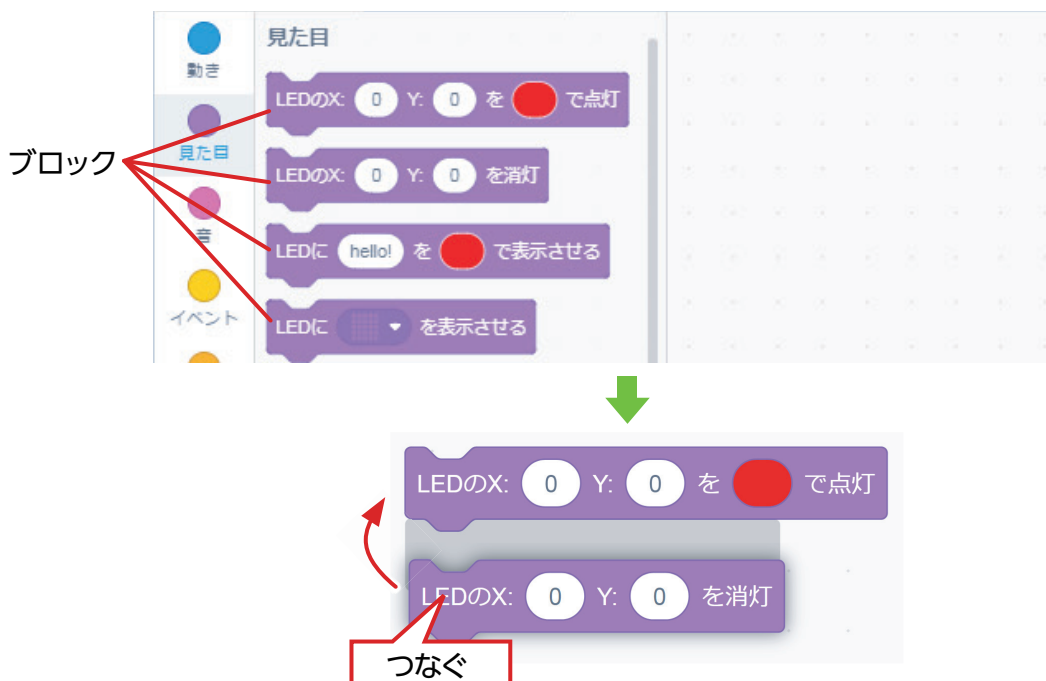 見た目
動き
LEDのX: 0 Y: 0 を で点灯
見た目
ブロック
LEDのX: 0 Y: 0 を消灯
音
LEDに hello! を で表示させる
イベント
LEDに を表示させる
LEDのX: 0 Y: 0 を で点灯
LEDのX: 0 Y: 0 を消灯
つなぐ